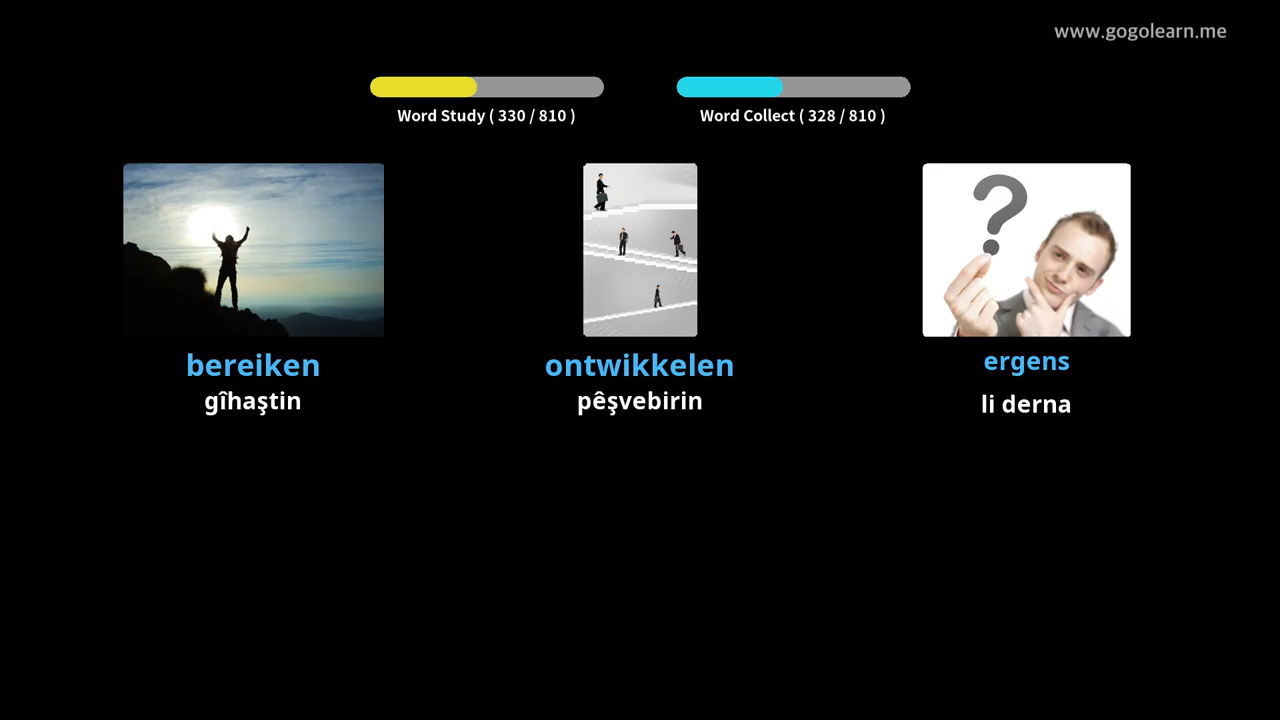 www.gogolearn.me
Word Study ( 330 / 810 )
Word Collect ( 328 / 810 )
bereiken
gîhaştin
ontwikkelen
pêşvebirin
ergens
li derna